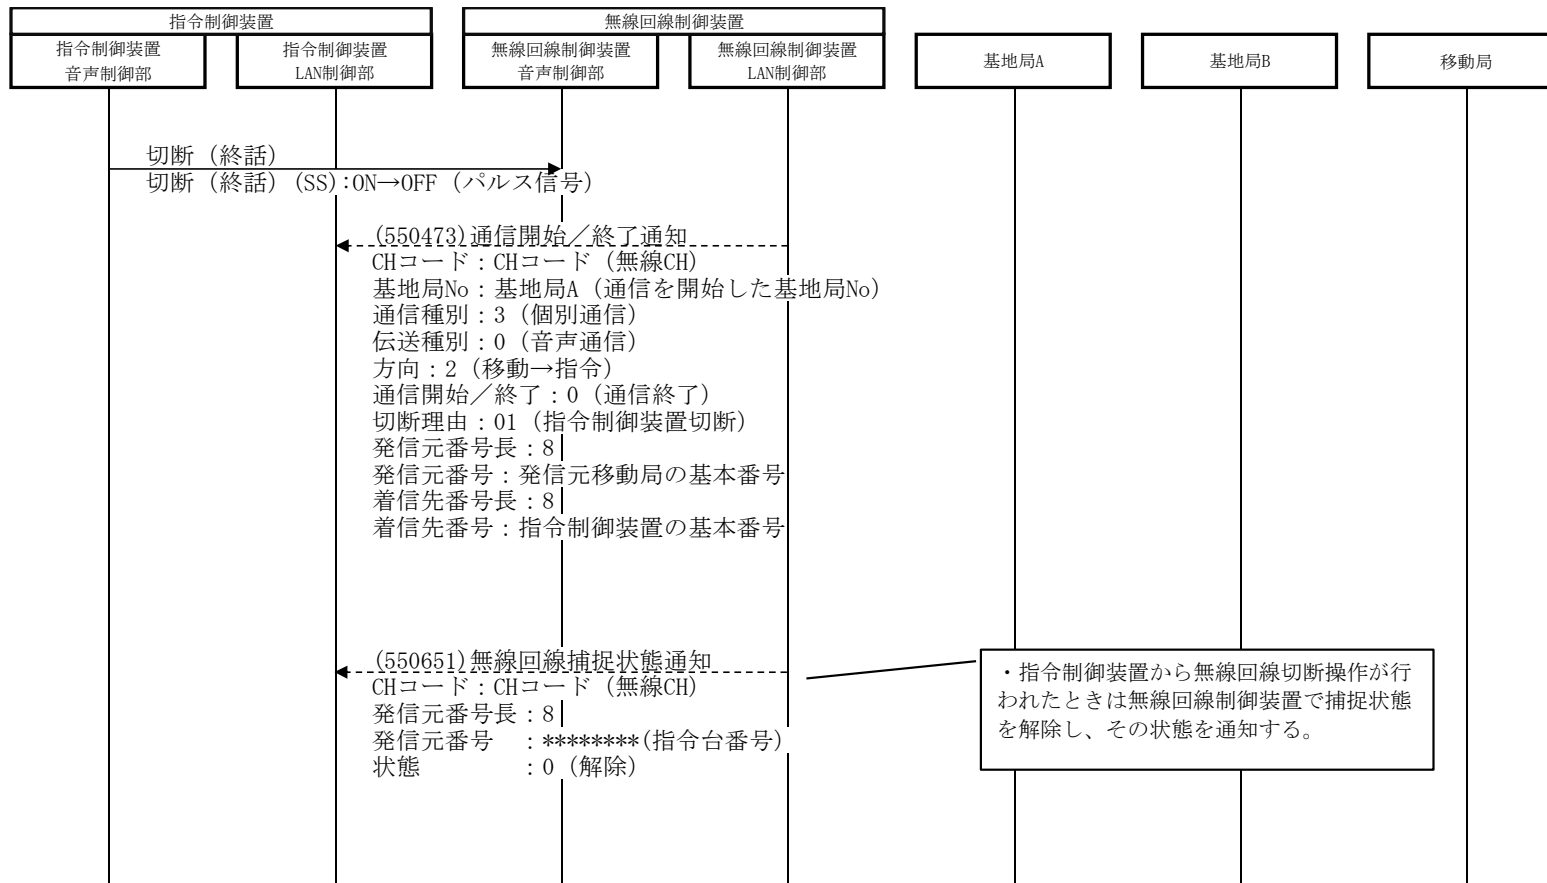 指令制御装置
無線回線制御装置
指令制御装置
音声制御部
指令制御装置
LAN制御部
無線回線制御装置
音声制御部
無線回線制御装置
LAN制御部
基地局A
基地局B
移動局
切断（終話）
切断（終話）(SS):ON→OFF（パルス信号）
(550473)通信開始／終了通知
CHコード：CHコード（無線CH）
基地局No：基地局A（通信を開始した基地局No）
通信種別：3（個別通信）
伝送種別：0（音声通信）
方向：2（移動→指令）
通信開始／終了：0（通信終了）
切断理由：01（指令制御装置切断）
発信元番号長：8
発信元番号：発信元移動局の基本番号
着信先番号長：8
着信先番号：指令制御装置の基本番号
(550651)無線回線捕捉状態通知
CHコード：CHコード（無線CH）
発信元番号長：8
発信元番号　：********(指令台番号)
状態　　　　：0（解除）
・指令制御装置から無線回線切断操作が行
われたときは無線回線制御装置で捕捉状態
を解除し、その状態を通知する。